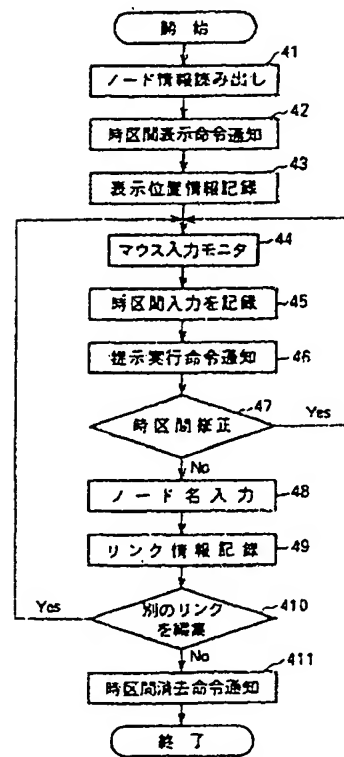 開始
41
ノード情報読み出し
42
時区間表示命令通知
43
表示位置情報記録
44
マウス入力モニタ
45
時区間入力を記録
46
提示実行命令通知
47
時区間修正
Yes
No
48
ノード名入力
49
リンク情報記録
410
別のリンク
を編集
Yes
No
411
時区間消去命令通知
終了